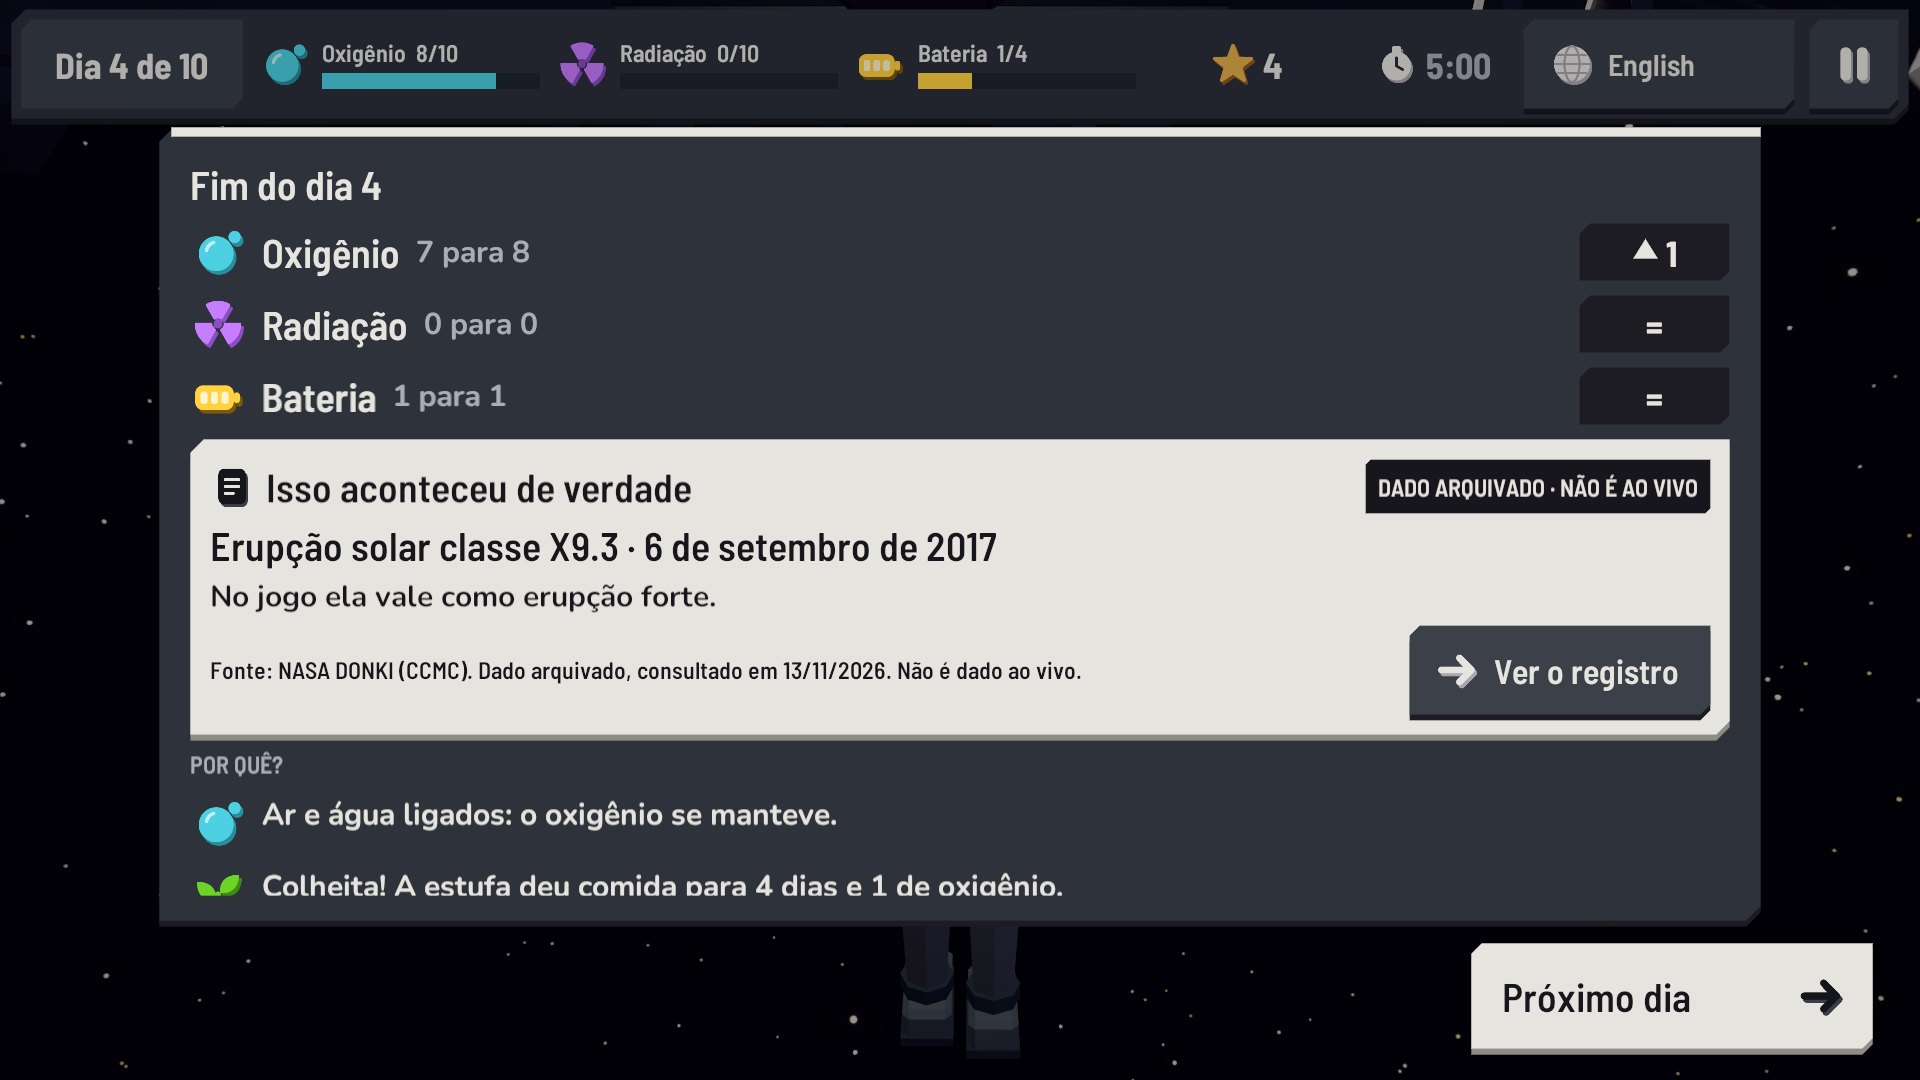 Dia 4 de 10
Oxigênio 8/10
Radiação 0/10
Bateria 1/4
4
5:00
English
Fim do dia 4
Oxigênio 7 para 8
▲1
Radiação 0 para 0
=
Bateria 1 para 1
=
Isso aconteceu de verdade
DADO ARQUIVADO · NÃO É AO VIVO
Erupção solar classe X9.3 · 6 de setembro de 2017
No jogo ela vale como erupção forte.
Fonte: NASA DONKI (CCMC). Dado arquivado, consultado em 13/11/2026. Não é dado ao vivo.
Ver o registro
POR QUÊ?
Ar e água ligados: o oxigênio se manteve.
Colheita! A estufa deu comida para 4 dias e 1 de oxigênio.
Próximo dia